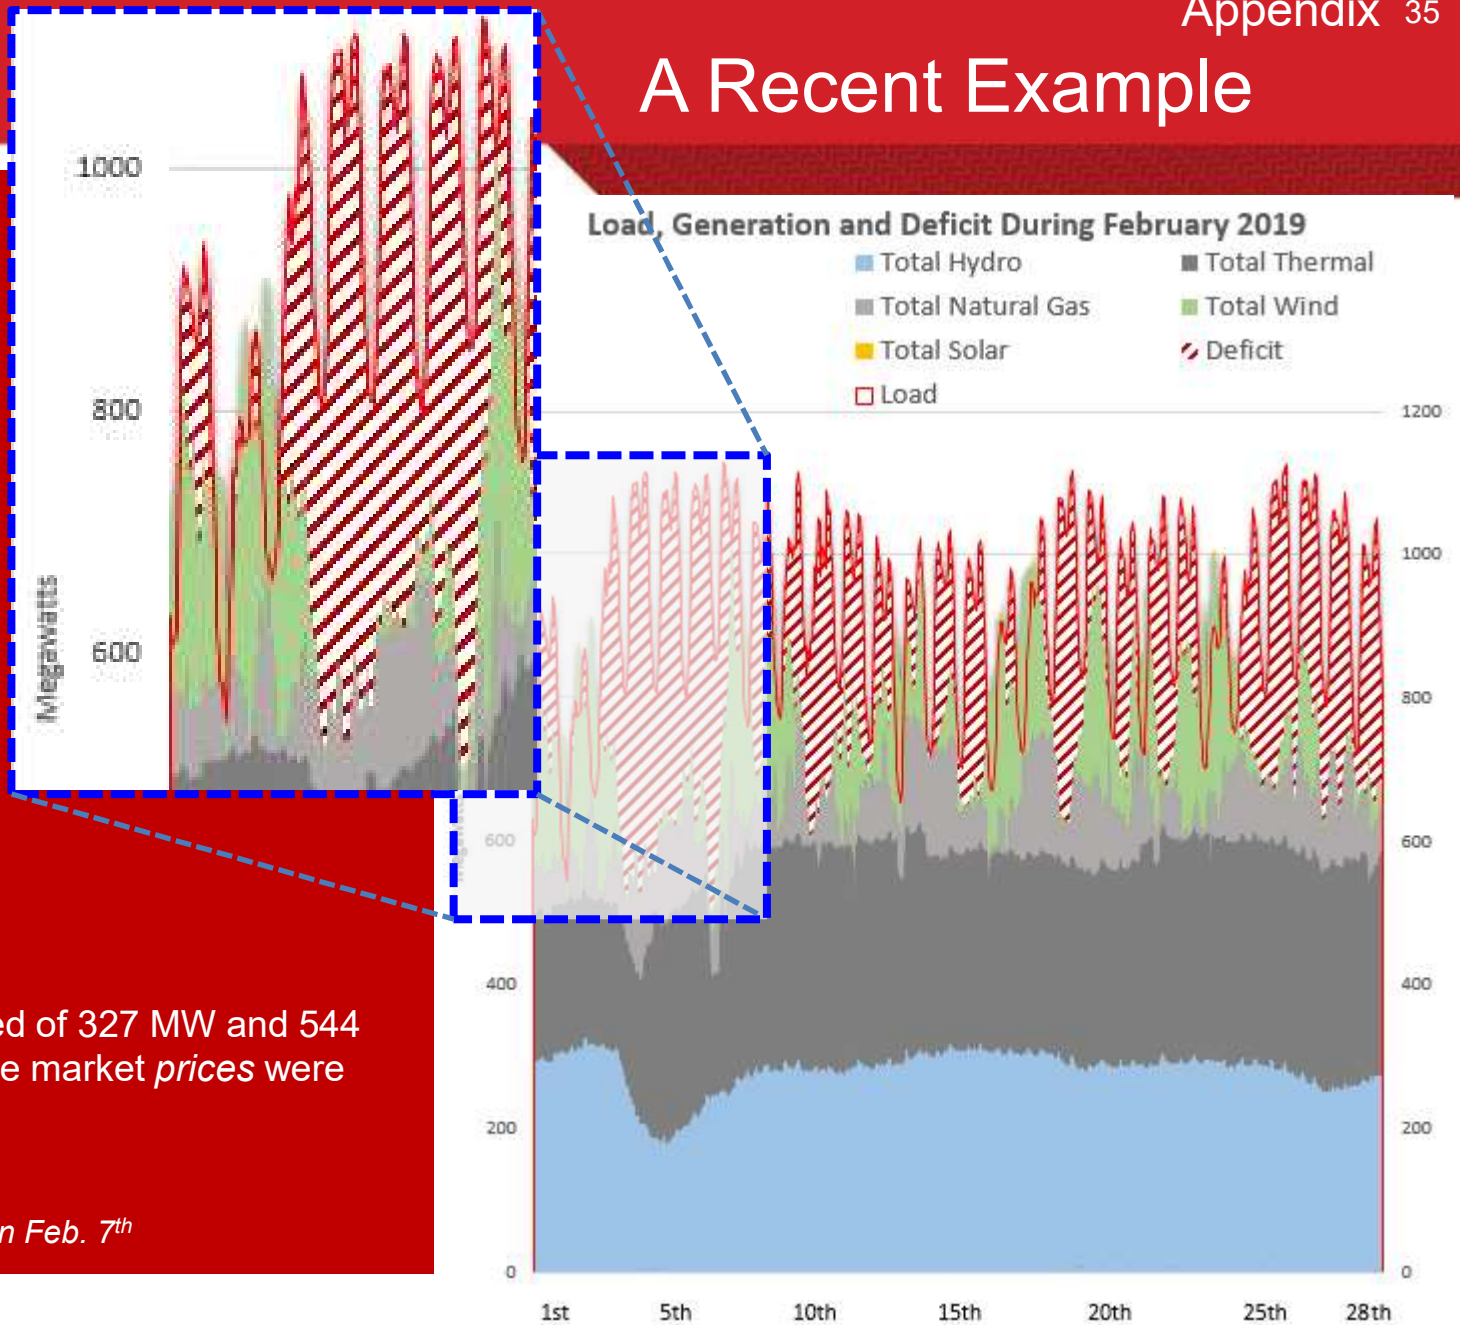 Appendix 35
A Recent Example
Load, Generation and Deficit During February 2019
Total Hydro
Total Thermal
Total Natural Gas
Total Wind
Total Solar
Deficit
Load
1000
800
600
Megawatts
1200
1000
800
600
400
200
0
600
400
200
0
1st 5th 10th 15th 20th 25th 28th
ed of 327 MW and 544
e market prices were
n Feb. 7th